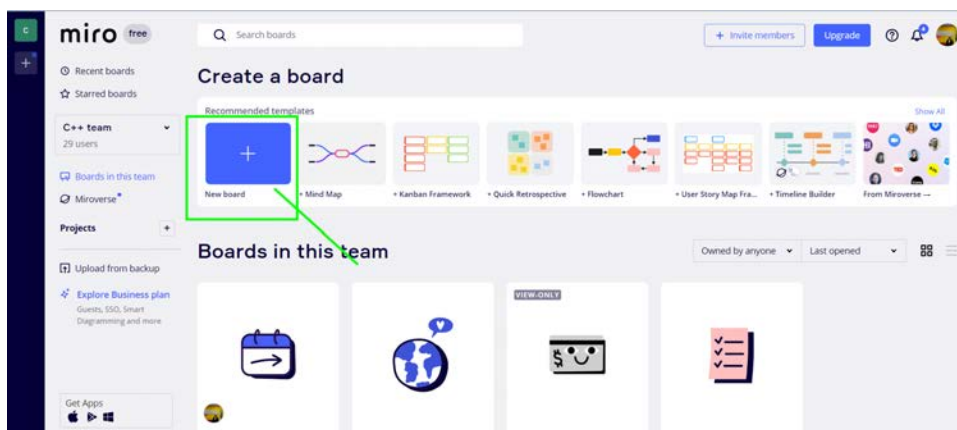 C
miro free
Search boards
+ Invite members
Upgrade
Recent boards
Starred boards
C++ team
29 users
Boards in this team
Miroverse
Projects
+
Upload from backup
Explore Business plan
Guests, SSO, Smart
Diagramming and more
Get Apps
Create a board
Recommended templates
Show All
New board
+ Mind Map
+ Kanban Framework
+ Quick Retrospective
+ Flowchart
+ User Story Map Fra...
+ Timeline Builder
From Miroverse →
Boards in this team
Owned by anyone
Last opened
VIEW-ONLY
$